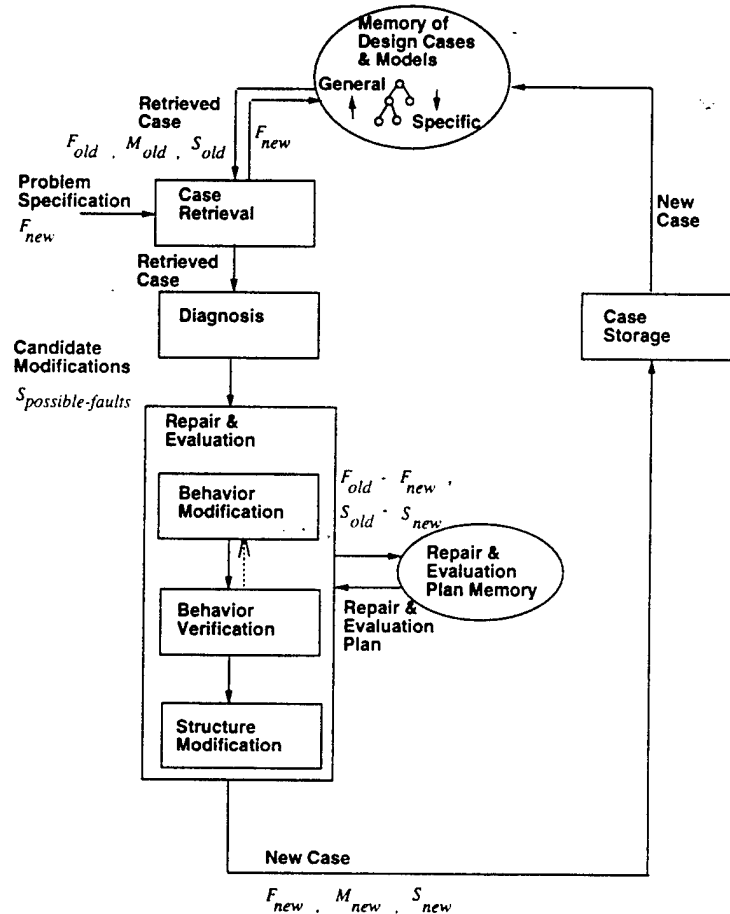 Memory of
Design Cases
& Models
General
Specific
Retrieved
Case
F_old , M_old , S_old
F_new
Problem
Specification
F_new
Case
Retrieval
New
Case
Retrieved
Case
Diagnosis
Case
Storage
Candidate
Modifications
S_possible-faults
Repair &
Evaluation
Behavior
Modification
F_old - F_new ,
S_old - S_new
Repair &
Evaluation
Plan Memory
Behavior
Verification
Repair &
Evaluation
Plan
Structure
Modification
New Case
F_new , M_new , S_new